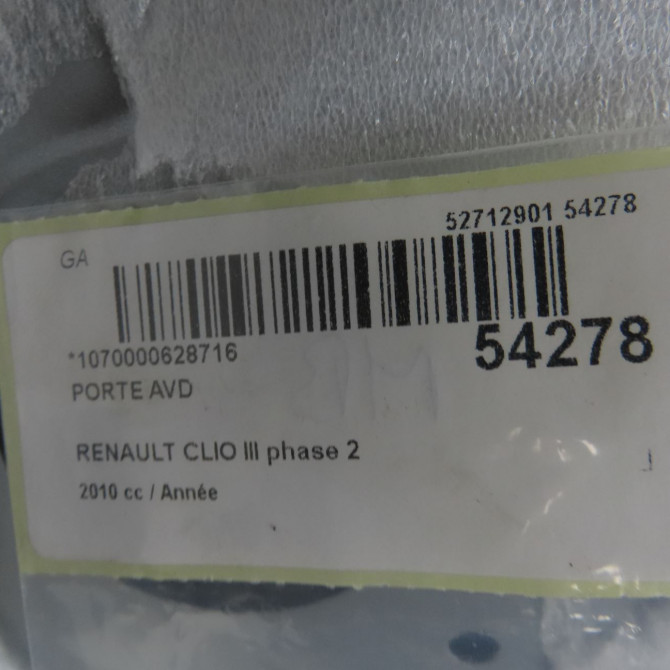 52712901 54278
GA
54278
*1070000628716
PORTE AVD
RENAULT CLIO III phase 2
2010 cc / Année